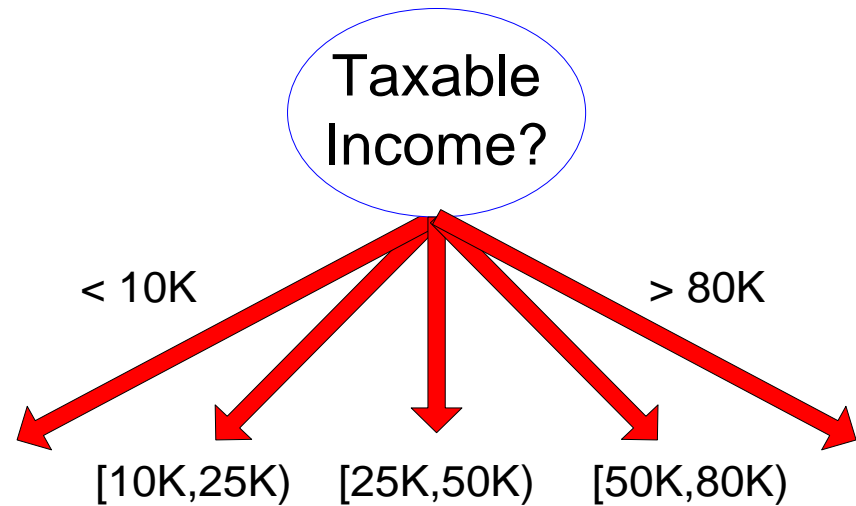 Taxable
Income?
< 10K
> 80K
[10K,25K)
[25K,50K)
[50K,80K)